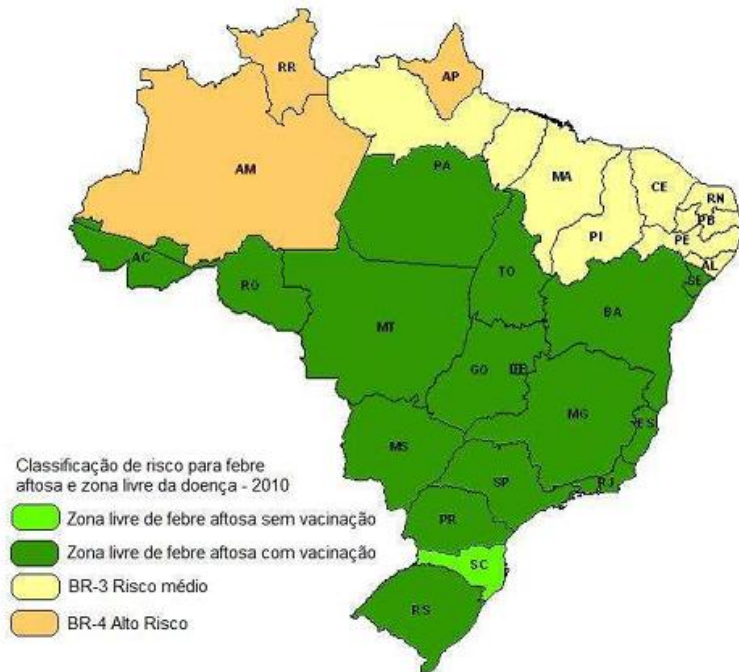 RR
AP
AM
PA
MA
CE
RN
PB
PE
AL
SE
PI
AC
RO
TO
BA
MT
GO
DF
MG
ES
MS
SP
RJ
PR
SC
RS
Classificação de risco para febre
aftosa e zona livre da doença - 2010
Zona livre de febre aftosa sem vacinação
Zona livre de febre aftosa com vacinação
BR-3 Risco médio
BR-4 Alto Risco